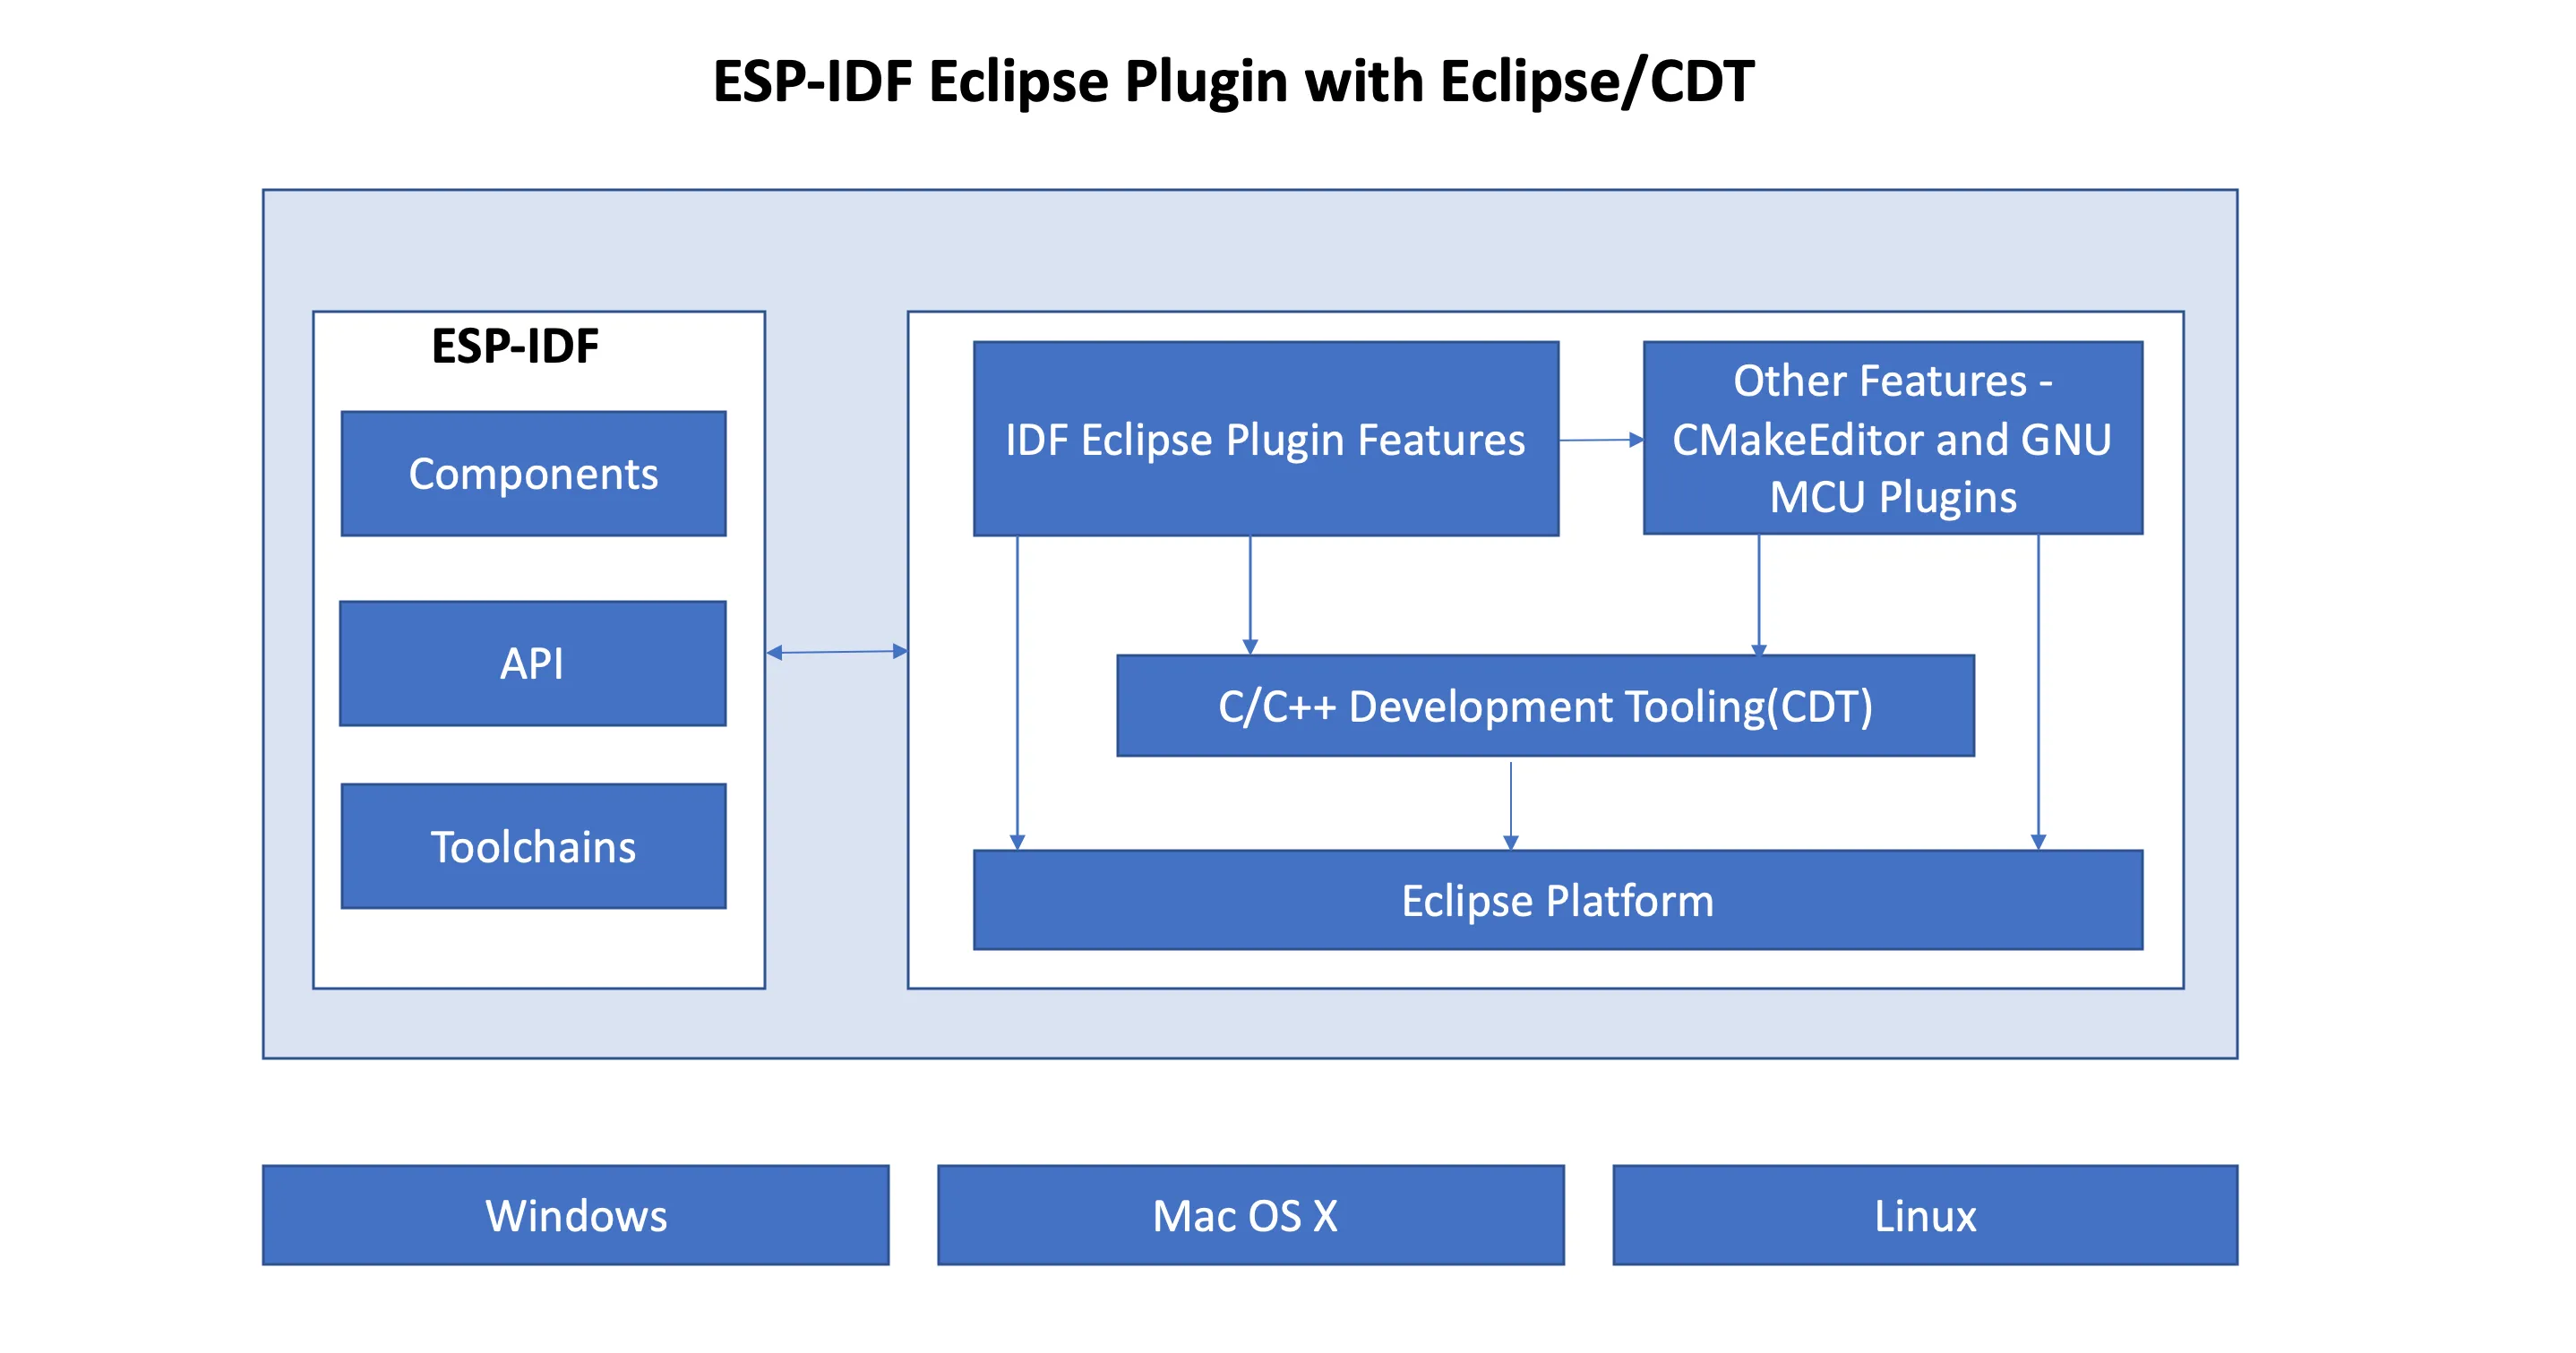 ESP-IDF Eclipse Plugin with Eclipse/CDT
ESP-IDF
Components
API
Toolchains
IDF Eclipse Plugin Features
Other Features -
CMakeEditor and GNU
MCU Plugins
C/C++ Development Tooling(CDT)
Eclipse Platform
Windows
Mac OS X
Linux